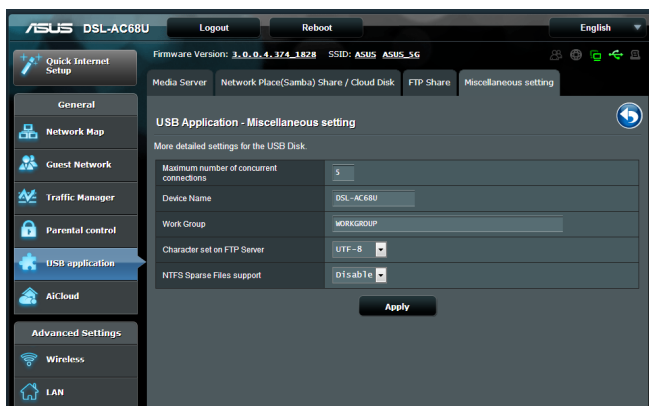 ASUS DSL-AC68U Logout Reboot English
Quick Internet Setup
Firmware Version: 3.0.0.4.374_1828 SSID: ASUS ASUS_5G
Media Server Network Place(Samba) Share / Cloud Disk FTP Share Miscellaneous setting
General
Network Map
Guest Network
Traffic Manager
Parental control
USB application
AiCloud
Advanced Settings
Wireless
LAN
USB Application - Miscellaneous setting
More detailed settings for the USB Disk.
Maximum number of concurrent connections 5
Device Name DSL-AC68U
Work Group WORKGROUP
Character set on FTP Server UTF-8
NTFS Sparse Files support Disable
Apply